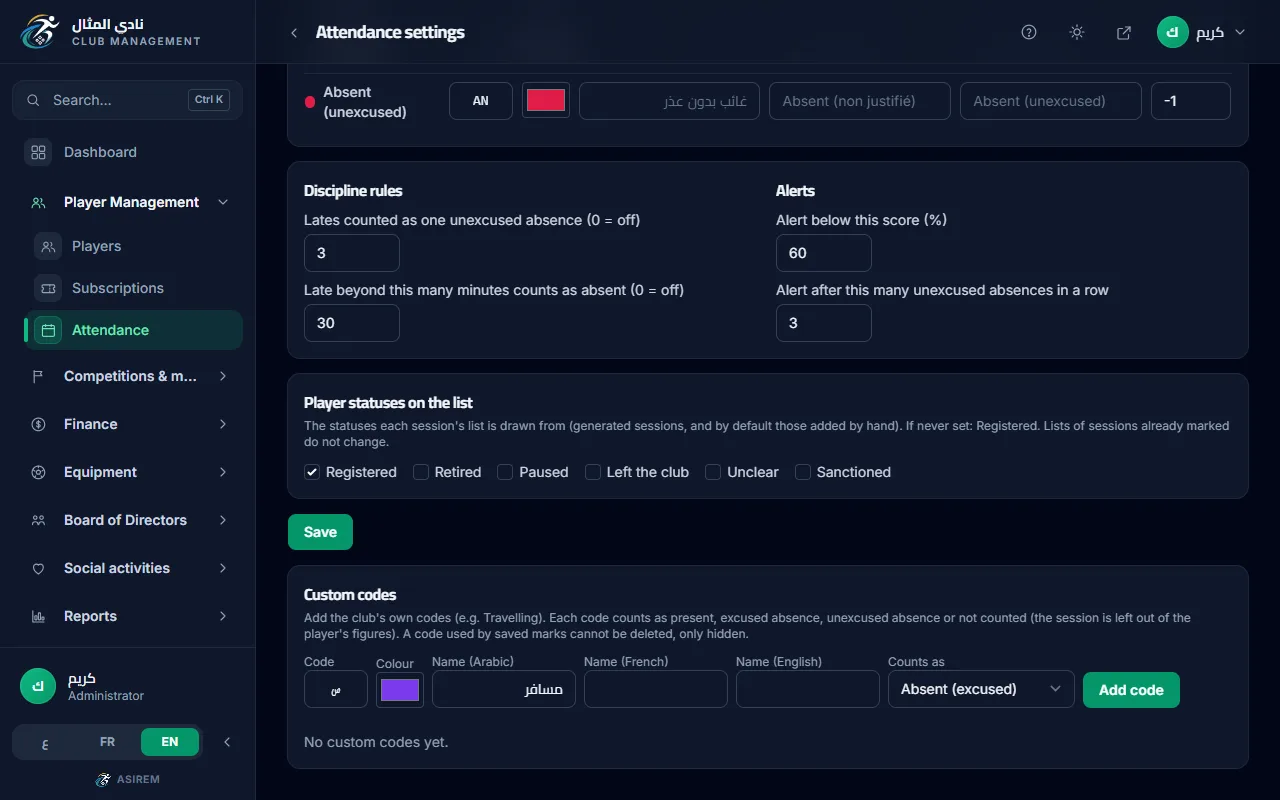 نادي المثال
CLUB MANAGEMENT
Attendance settings
ك
كريم
Search...
Ctrl K
Dashboard
Player Management
Players
Subscriptions
Attendance
Competitions & m...
Finance
Equipment
Board of Directors
Social activities
Reports
ك
كريم
Administrator
ع
FR
EN
ASIREM
Absent
(unexcused)
AN
غائب بدون عذر
Absent (non justifié)
Absent (unexcused)
-1
Discipline rules
Lates counted as one unexcused absence (0 = off)
3
Late beyond this many minutes counts as absent (0 = off)
30
Alerts
Alert below this score (%)
60
Alert after this many unexcused absences in a row
3
Player statuses on the list
The statuses each session's list is drawn from (generated sessions, and by default those added by hand). If never set: Registered. Lists of sessions already marked
do not change.
Registered
Retired
Paused
Left the club
Unclear
Sanctioned
Save
Custom codes
Add the club's own codes (e.g. Travelling). Each code counts as present, excused absence, unexcused absence or not counted (the session is left out of the
player's figures). A code used by saved marks cannot be deleted, only hidden.
Code
Colour
Name (Arabic)
Name (French)
Name (English)
Counts as
ص
مسافر
Absent (excused)
Add code
No custom codes yet.